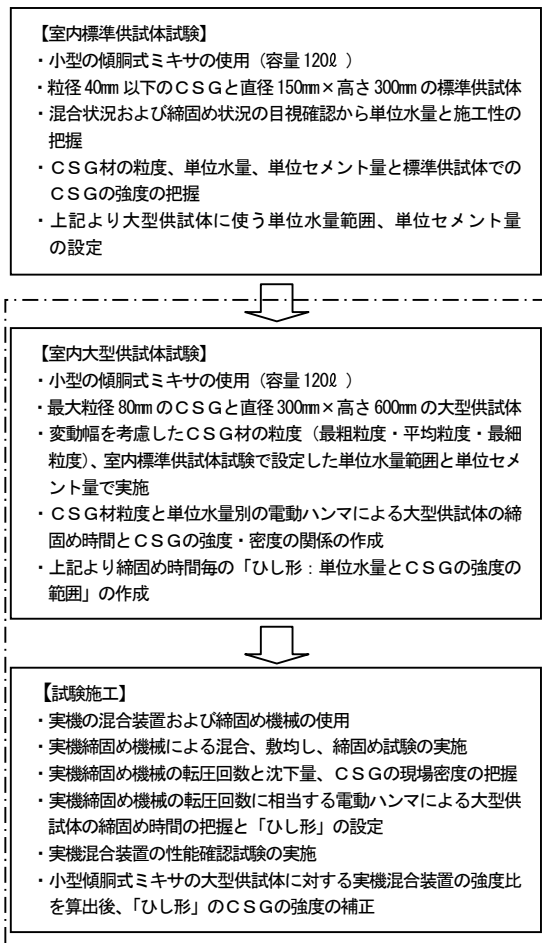 【室内標準供試体試験】
・小型の傾胴式ミキサの使用（容量120ℓ）
・粒径40㎜以下のＣＳＧと直径150㎜×高さ300㎜の標準供試体
・混合状況および締固め状況の目視確認から単位水量と施工性の
把握
・ＣＳＧ材の粒度、単位水量、単位セメント量と標準供試体での
ＣＳＧの強度の把握
・上記より大型供試体に使う単位水量範囲、単位セメント量
の設定
【室内大型供試体試験】
・小型の傾胴式ミキサの使用（容量120ℓ）
・最大粒径80㎜のＣＳＧと直径300㎜×高さ600㎜の大型供試体
・変動幅を考慮したＣＳＧ材の粒度（最粗粒度・平均粒度・最細
粒度）、室内標準供試体試験で設定した単位水量範囲と単位セメ
ント量で実施
・ＣＳＧ材粒度と単位水量別の電動ハンマによる大型供試体の締
固め時間とＣＳＧの強度・密度の関係の作成
・上記より締固め時間毎の「ひし形：単位水量とＣＳＧの強度の
範囲」の作成
【試験施工】
・実機の混合装置および締固め機械の使用
・実機締固め機械による混合、敷均し、締固め試験の実施
・実機締固め機械の転圧回数と沈下量、ＣＳＧの現場密度の把握
・実機締固め機械の転圧回数に相当する電動ハンマによる大型供
試体の締固め時間の把握と「ひし形」の設定
・実機混合装置の性能確認試験の実施
・小型傾胴式ミキサの大型供試体に対する実機混合装置の強度比
を算出後、「ひし形」のＣＳＧの強度の補正